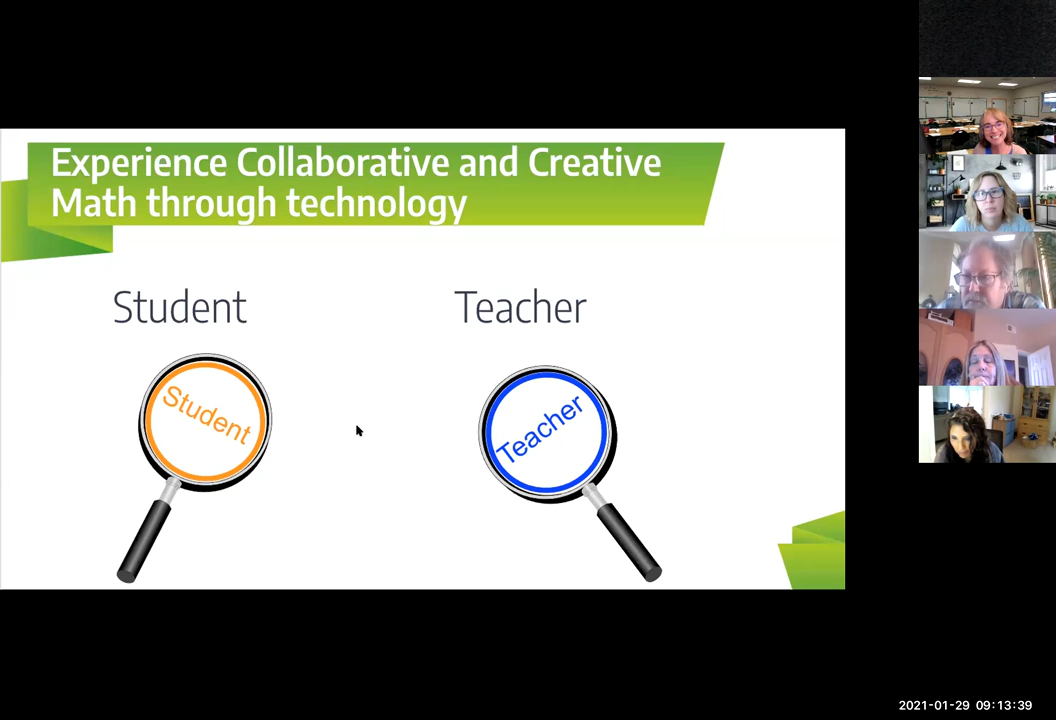 Experience Collaborative and Creative
Math through technology
Student
Teacher
Student
Teacher
2021-01-29 09:13:39